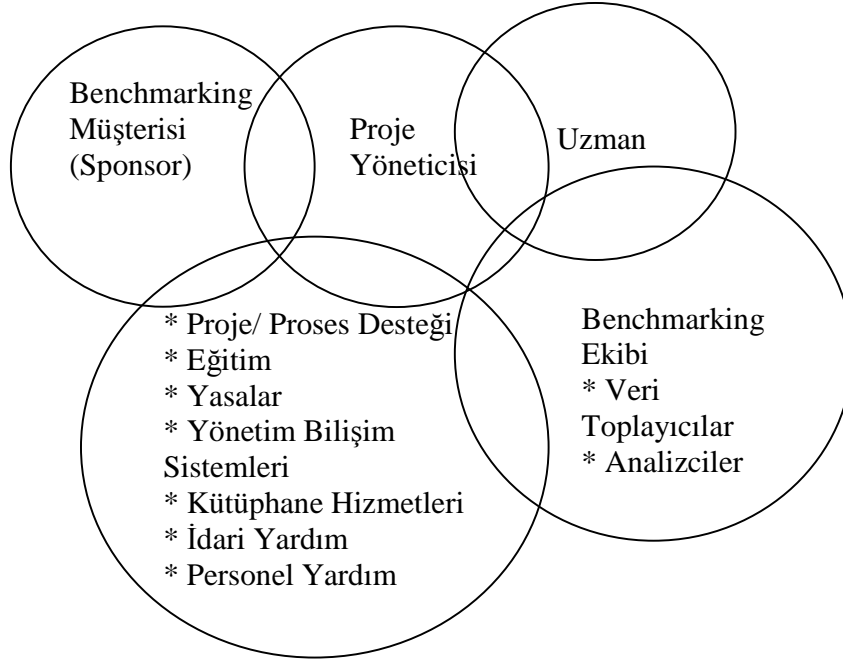 Benchmarking
Müşterisi
(Sponsor)
Proje
Yöneticisi
Uzman
* Proje/ Proses Desteği
* Eğitim
* Yasalar
* Yönetim Bilişim
Sistemleri
* Kütüphane Hizmetleri
* İdari Yardım
* Personel Yardım
Benchmarking
Ekibi
* Veri
Toplayıcılar
* Analizciler